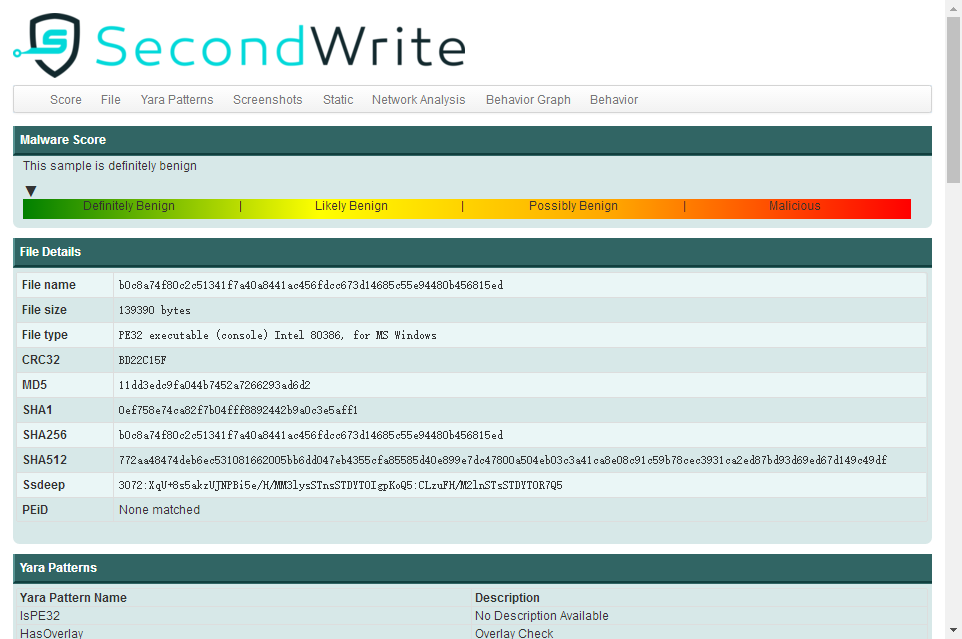 SecondWrite
Score File Yara Patterns Screenshots Static Network Analysis Behavior Graph Behavior
Malware Score
This sample is definitely benign
Definitely Benign | Likely Benign | Possibly Benign | Malicious
File Details
File name b0c8a74f80c2c51341f7a40a8441ac456fdcc673d14685c55e94480b456815ed
File size 139390 bytes
File type PE32 executable (console) Intel 80386, for MS Windows
CRC32 BD22C15F
MD5 11dd3edc9fa044b7452a7266293ad6d2
SHA1 0ef758e74ca82f7b04fff8892442b9a0c3e5aff1
SHA256 b0c8a74f80c2c51341f7a40a8441ac456fdcc673d14685c55e94480b456815ed
SHA512 772aa48474deb6ec531081662005bb6dd047eb4355cfa85585d40e899e7dc47800a504eb03c3a41ca8e08c91c59b78cec3931ca2ed87bd93d69ed67d149c49df
Ssdeep 3072:XqU+8s5akzUJNPBi5e/H/MM3lysSTnsSTDYTOIgpKoQ5:CLzuFH/M2lnSTsSTDYTOR7Q5
PEiD None matched
Yara Patterns
Yara Pattern Name Description
IsPE32 No Description Available
HasOverlay Overlay Check